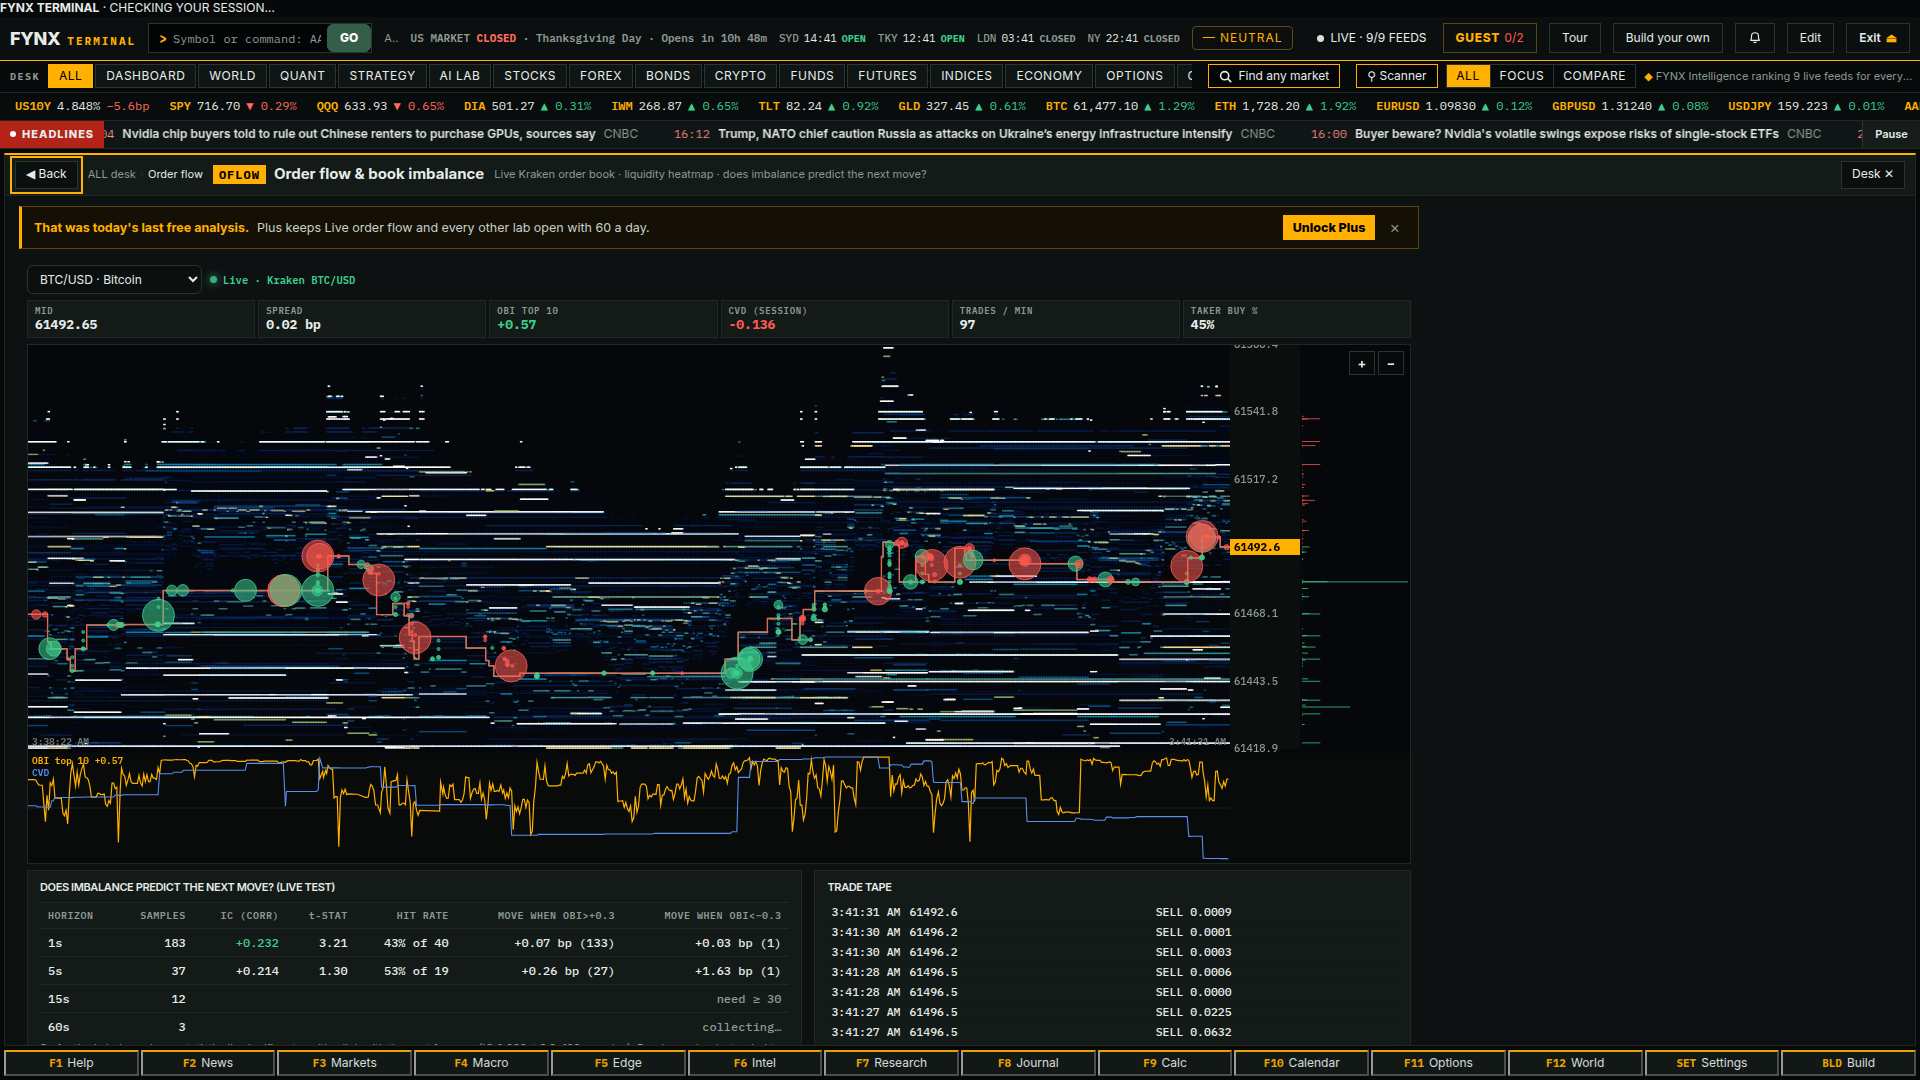 FYNX TERMINAL · CHECKING YOUR SESSION...
FYNX TERMINAL > Symbol or command: AA GO A.. US MARKET CLOSED · Thanksgiving Day · Opens in 10h 48m SYD 14:41 OPEN TKY 12:41 OPEN LDN 03:41 CLOSED NY 22:41 CLOSED — NEUTRAL ● LIVE · 9/9 FEEDS GUEST 0/2 Tour Build your own Edit Exit ⏏
DESK ALL DASHBOARD WORLD QUANT STRATEGY AI LAB STOCKS FOREX BONDS CRYPTO FUNDS FUTURES INDICES ECONOMY OPTIONS Find any market Scanner ALL FOCUS COMPARE ◆ FYNX Intelligence ranking 9 live feeds for every...
US10Y 4.848% −5.6bp SPY 716.70 ▼ 0.29% QQQ 633.93 ▼ 0.65% DIA 501.27 ▲ 0.31% IWM 268.87 ▲ 0.65% TLT 82.24 ▲ 0.92% GLD 327.45 ▲ 0.61% BTC 61,477.10 ▲ 1.29% ETH 1,728.20 ▲ 1.92% EURUSD 1.09830 ▲ 0.12% GBPUSD 1.31240 ▲ 0.08% USDJPY 159.223 ▲ 0.01%
● HEADLINES 04 Nvidia chip buyers told to rule out Chinese renters to purchase GPUs, sources say CNBC 16:12 Trump, NATO chief caution Russia as attacks on Ukraine’s energy infrastructure intensify CNBC 16:00 Buyer beware? Nvidia's volatile swings expose risks of single-stock ETFs CNBC Pause
◀ Back ALL desk · Order flow OFLOW Order flow & book imbalance Live Kraken order book · liquidity heatmap · does imbalance predict the next move? Desk ✕
That was today's last free analysis. Plus keeps Live order flow and every other lab open with 60 a day. Unlock Plus ×
BTC/USD · Bitcoin ● Live · Kraken BTC/USD
MID SPREAD OBI TOP 10 CVD (SESSION) TRADES / MIN TAKER BUY %
61492.65 0.02 bp +0.57 -0.136 97 45%
+ −
61541.8
61517.2
61492.6
61468.1
61443.5
61418.9
3:38:22 AM 3:41:31 AM
OBI top 10 +0.57
CVD
DOES IMBALANCE PREDICT THE NEXT MOVE? (LIVE TEST)
HORIZON SAMPLES IC (CORR) t-STAT HIT RATE MOVE WHEN OBI>+0.3 MOVE WHEN OBI<−0.3
1s 183 +0.232 3.21 43% of 40 +0.07 bp (133) +0.03 bp (1)
5s 37 +0.214 1.30 53% of 19 +0.26 bp (27) +1.63 bp (1)
15s 12 need ≥ 30
60s 3 collecting…
TRADE TAPE
3:41:31 AM 61492.6 SELL 0.0009
3:41:30 AM 61496.2 SELL 0.0001
3:41:30 AM 61496.2 SELL 0.0003
3:41:28 AM 61496.5 SELL 0.0006
3:41:28 AM 61496.5 SELL 0.0000
3:41:27 AM 61496.5 SELL 0.0225
3:41:27 AM 61496.5 SELL 0.0632
F1 Help F2 News F3 Markets F4 Macro F5 Edge F6 Intel F7 Research F8 Journal F9 Calc F10 Calendar F11 Options F12 World SET Settings BLD Build